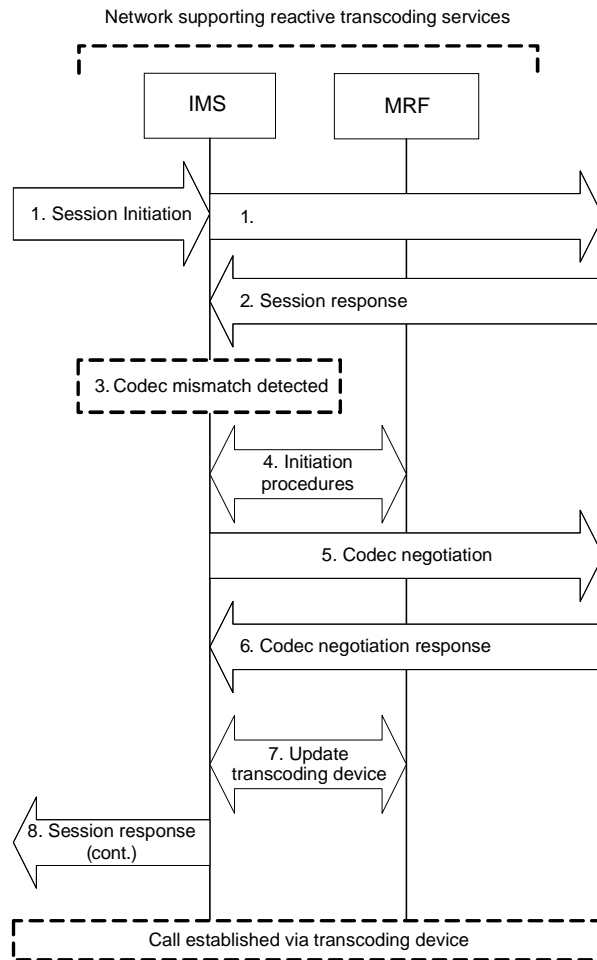 Network supporting reactive transcoding services
IMS
MRF
1. Session Initiation
1.
2. Session response
3. Codec mismatch detected
4. Initiation
procedures
5. Codec negotiation
6. Codec negotiation response
7. Update
transcoding device
8. Session response
(cont.)
Call established via transcoding device